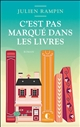 JULIEN RAMPIN
C'EST PAS
MARQUÉ DANS
LES LIVRES